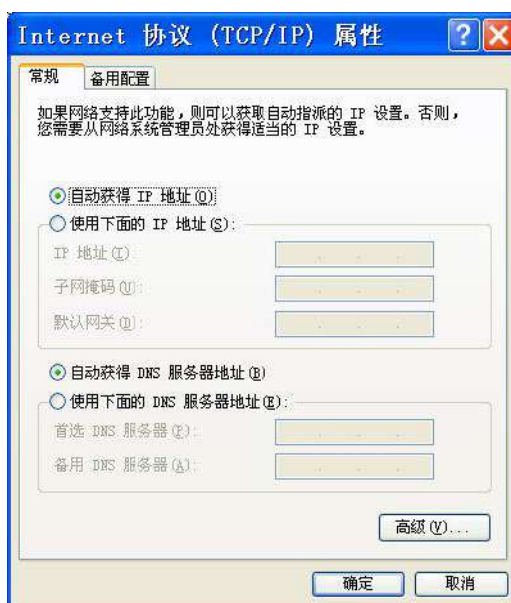 Internet 协议 (TCP/IP) 属性
常规 备用配置
如果网络支持此功能，则可以获取自动指派的 IP 设置。否则，
您需要从网络系统管理员处获得适当的 IP 设置。
自动获得 IP 地址(O)
使用下面的 IP 地址(S):
IP 地址(I):
子网掩码(U):
默认网关(D):
自动获得 DNS 服务器地址(B)
使用下面的 DNS 服务器地址(E):
首选 DNS 服务器(P):
备用 DNS 服务器(A):
高级(V)...
确定 取消